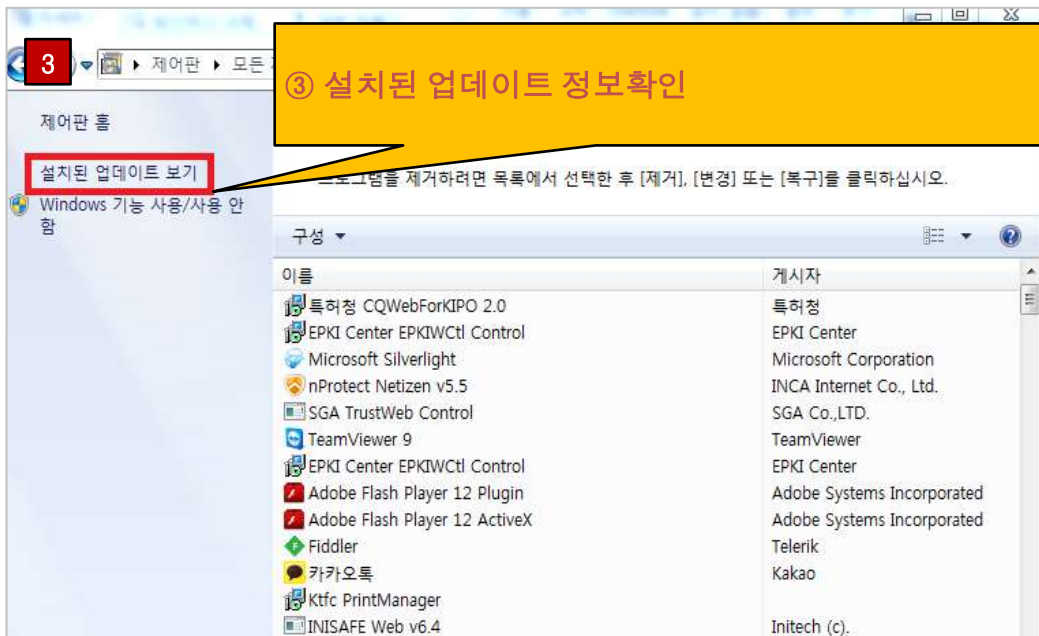 3
제어판 ▶ 모든
③ 설치된 업데이트 정보확인
제어판 홈
설치된 업데이트 보기
Windows 기능 사용/사용 안
함
프로그램을 제거하려면 목록에서 선택한 후 [제거], [변경] 또는 [복구]를 클릭하십시오.
구성
이름 게시자
특허청 CQWebForKIPO 2.0 특허청
EPKI Center EPKIWCtl Control EPKI Center
Microsoft Silverlight Microsoft Corporation
nProtect Netizen v5.5 INCA Internet Co., Ltd.
SGA TrustWeb Control SGA Co.,LTD.
TeamViewer 9 TeamViewer
EPKI Center EPKIWCtl Control EPKI Center
Adobe Flash Player 12 Plugin Adobe Systems Incorporated
Adobe Flash Player 12 ActiveX Adobe Systems Incorporated
Fiddler Telerik
카카오톡 Kakao
Ktfc PrintManager
INISAFE Web v6.4 Initech (c).